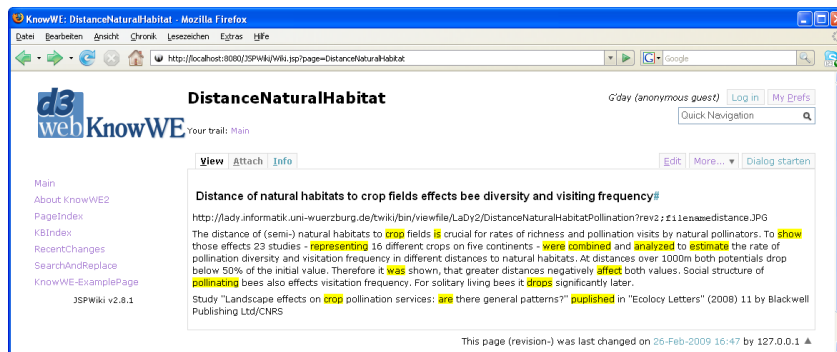 KnowWE: DistanceNaturalHabitat - Mozilla Firefox
Datei Bearbeiten Ansicht Chronik Lesezeichen Extras Hilfe
http://localhost:8080/JSPWiki/Wiki.jsp?page=DistanceNaturalHabitat
G Google
d3 web KnowWE
DistanceNaturalHabitat
G'day (anonymous guest) Log in My Prefs
Quick Navigation
Your trail: Main
View Attach Info
Edit More... ▼ Dialog starten
Main
About KnowWE2
PageIndex
KBIndex
RecentChanges
SearchAndReplace
KnowWE-ExamplePage
JSPWiki v2.8.1
Distance of natural habitats to crop fields effects bee diversity and visiting frequency#
http://lady.informatik.uni-wuerzburg.de/twiki/bin/viewfile/LaDy2/DistanceNaturalHabitatPollination?rev2;filenamedistance.JPG
The distance of (semi-) natural habitats to crop fields is crucial for rates of richness and pollination visits by natural pollinators. To show
those effects 23 studies - representing 16 different crops on five continents - were combined and analyzed to estimate the rate of
pollination diversity and visitation frequency in different distances to natural habitats. At distances over 1000m both potentials drop
below 50% of the initial value. Therefore it was shown, that greater distances negatively affect both values. Social structure of
pollinating bees also effects visitation frequency. For solitary living bees it drops significantly later.
Study "Landscape effects on crop pollination services: are there general patterns?" puplished in "Ecolocy Letters" (2008) 11 by Blackwell
Publishing Ltd/CNRS
This page (revision-) was last changed on 26-Feb-2009 16:47 by 127.0.0.1 ▲